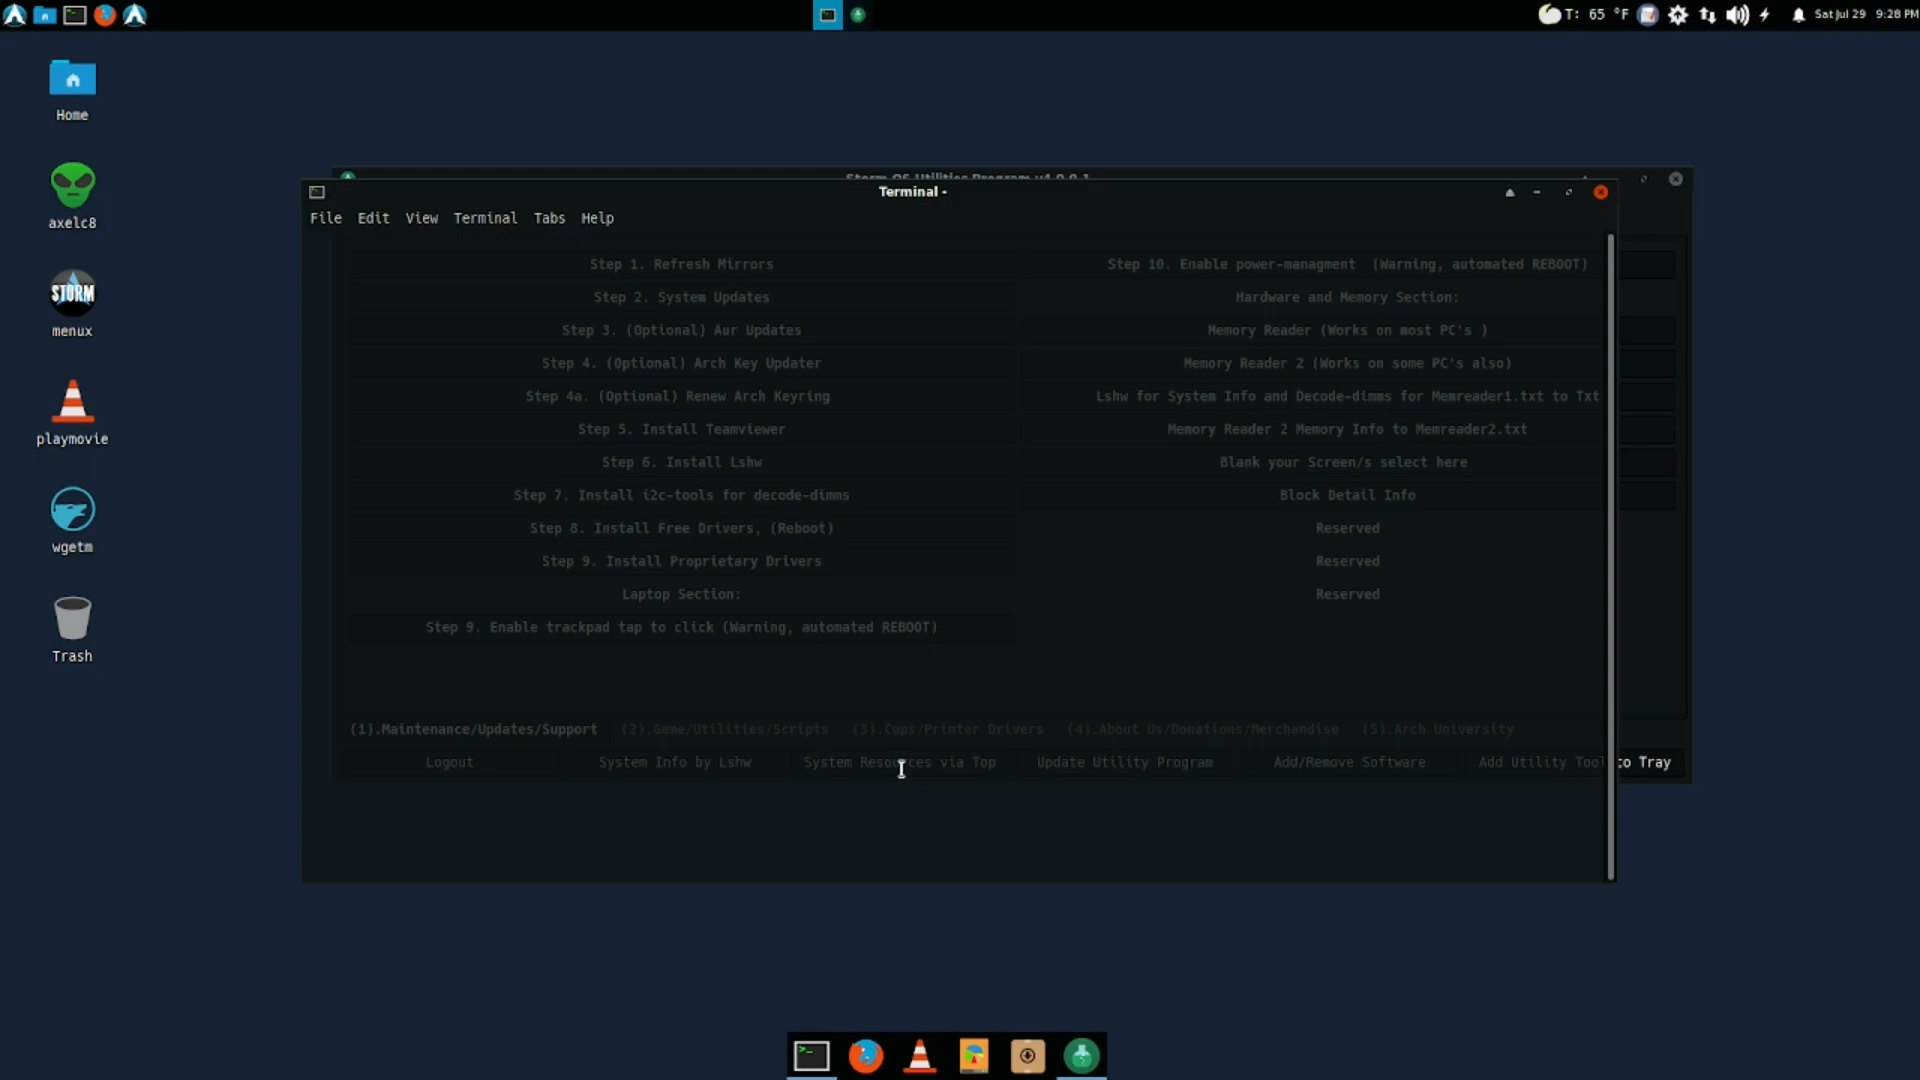 T: 65 °F
Sat Jul 29 9:28 PM
Home
axelc8
STORM
menux
playmovie
wgetm
Trash
Storm OS Utilities Program v4.0.0.1
Terminal -
File Edit View Terminal Tabs Help
Step 1. Refresh Mirrors
Step 2. System Updates
Step 3. (Optional) Aur Updates
Step 4. (Optional) Arch Key Updater
Step 4a. (Optional) Renew Arch Keyring
Step 5. Install Teamviewer
Step 6. Install Lshw
Step 7. Install i2c-tools for decode-dimms
Step 8. Install Free Drivers, (Reboot)
Step 9. Install Proprietary Drivers
Laptop Section:
Step 9. Enable trackpad tap to click (Warning, automated REBOOT)
Step 10. Enable power-managment (Warning, automated REBOOT)
Hardware and Memory Section:
Memory Reader (Works on most PC's )
Memory Reader 2 (Works on some PC's also)
Lshw for System Info and Decode-dimms for Memreader1.txt to Txt
Memory Reader 2 Memory Info to Memreader2.txt
Blank your Screen/s select here
Block Detail Info
Reserved
Reserved
Reserved
(1).Maintenance/Updates/Support (2).Game/Utilities/Scripts (3).Cups/Printer Drivers (4).About Us/Donations/Merchandise (5).Arch University
Logout System Info by Lshw System Resources via Top Update Utility Program Add/Remove Software Add Utility Tool to Tray